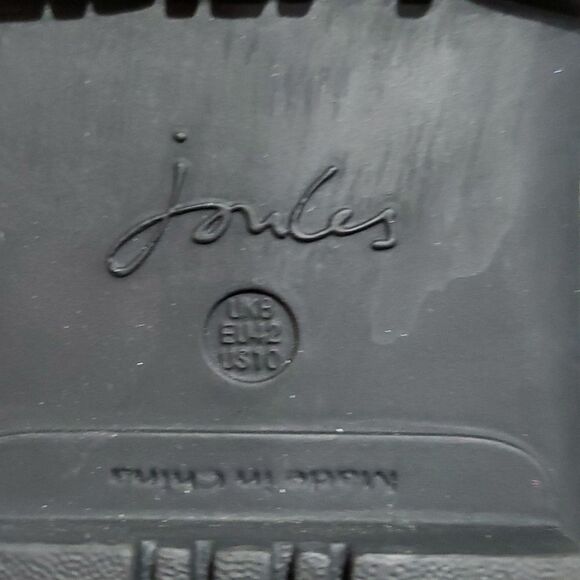 joules
UK8
EU42
US10
Made in China